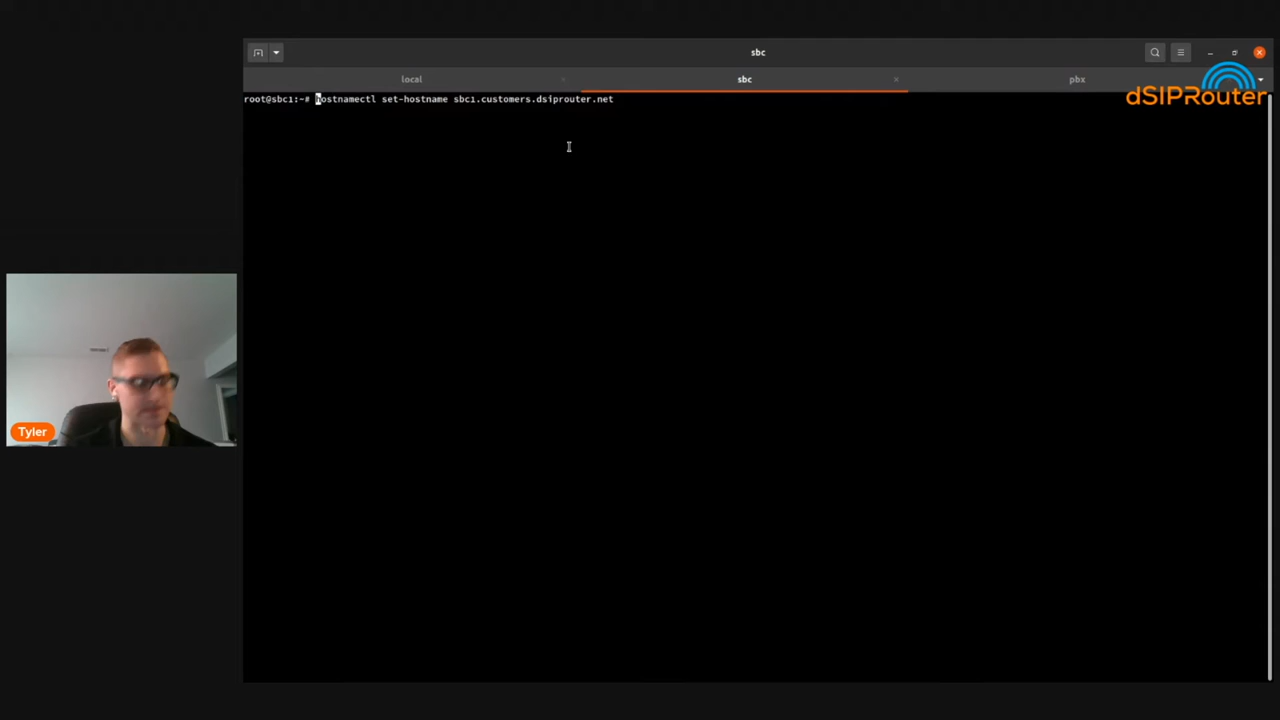 sbc
local
sbc
pbx
root@sbc1:~# hostnamectl set-hostname sbc1.customers.dsiprouter.net
dSIPRouter
Tyler